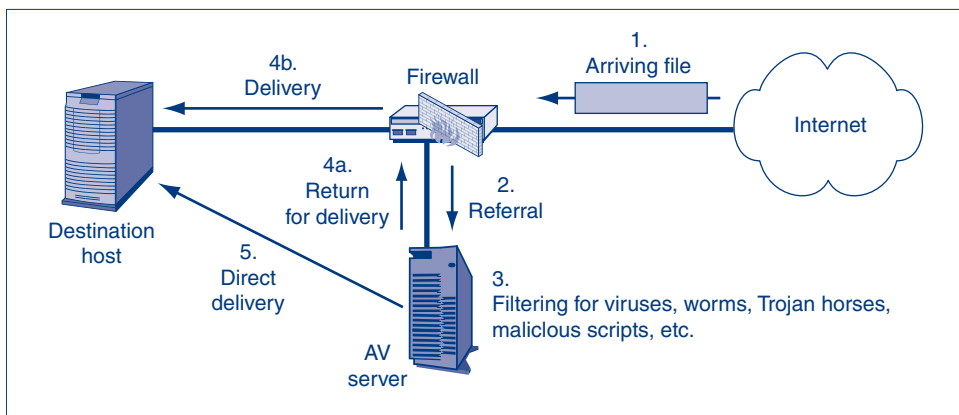 1.
Arriving file
4b.
Delivery
Firewall
Internet
4a.
Return
for delivery
2.
Referral
Destination
host
5.
Direct
delivery
3.
Filtering for viruses, worms, Trojan horses,
maliclous scripts, etc.
AV
server